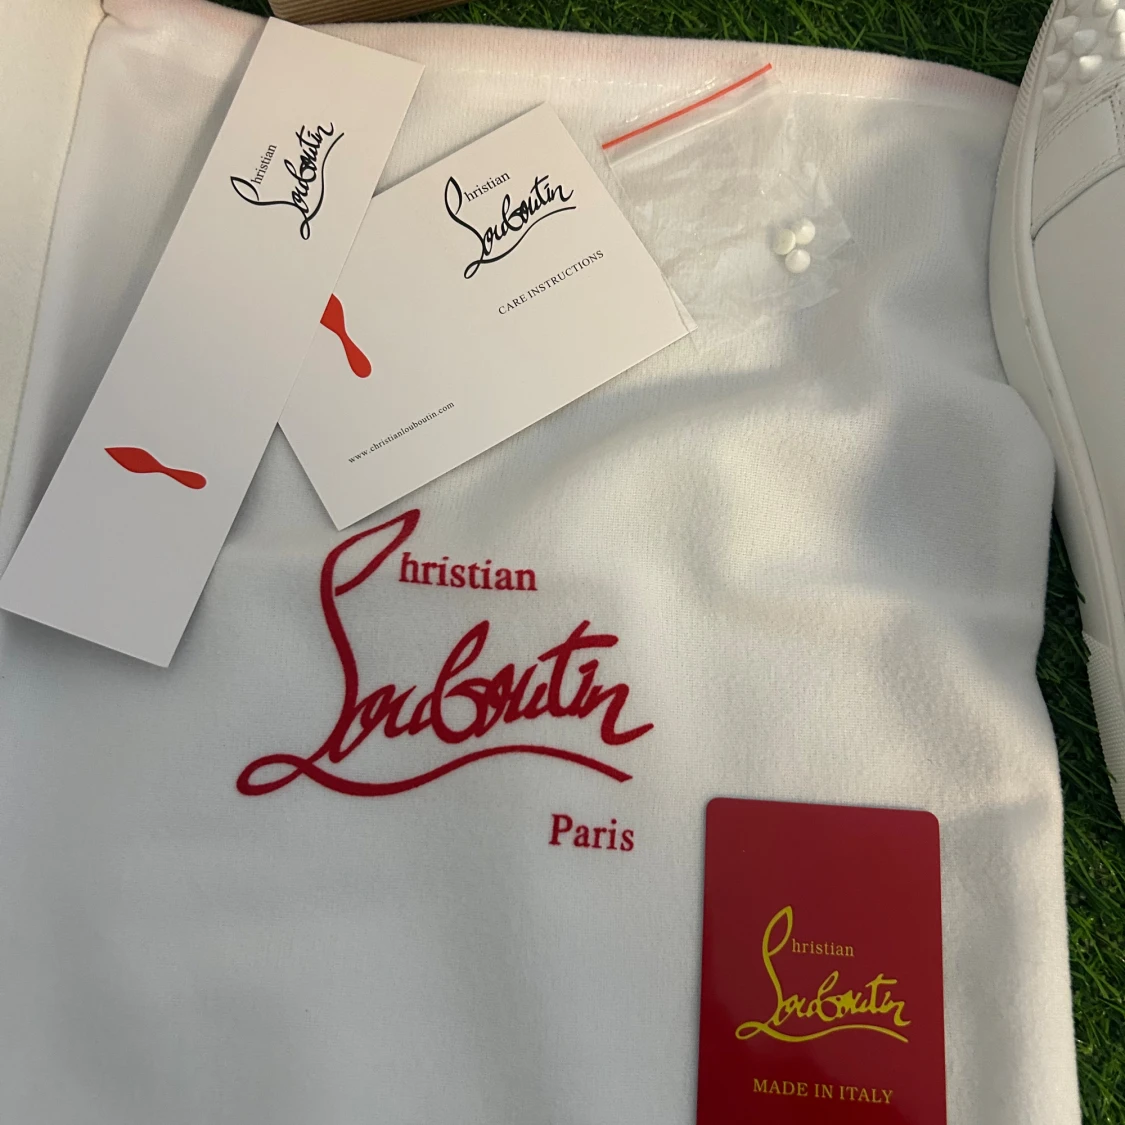 Christian
Louboutin
Christian
Louboutin
CARE INSTRUCTIONS
www.christianlouboutin.com
Christian
Louboutin
Paris
Christian
Louboutin
MADE IN ITALY